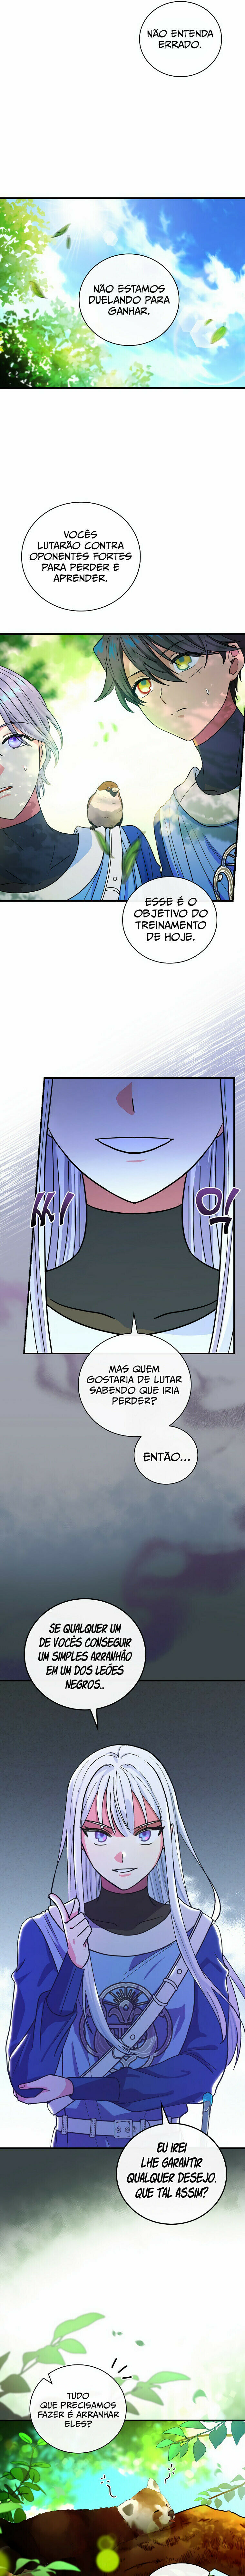 NÃO ENTENDA
ERRADO.
NÃO ESTAMOS
DUELANDO PARA
GANHAR.
VOCÊS
LUTARÃO CONTRA
OPONENTES FORTES
PARA PERDER E
APRENDER.
ESSE É O
OBJETIVO DO
TREINAMENTO
DE HOJE.
씨익
MAS QUEM
GOSTARIA DE LUTAR
SABENDO QUE IRIA
PERDER?
ENTÃO...
SE QUALQUER UM
DE VOCÊS CONSEGUIR
UM SIMPLES ARRANHÃO
EM UM DOS LEÕES
NEGROS...
EU IREI
LHE GARANTIR
QUALQUER DESEJO.
QUE TAL ASSIM?
TUDO
QUE PRECISAMOS
FAZER É ARRANHAR
ELES?